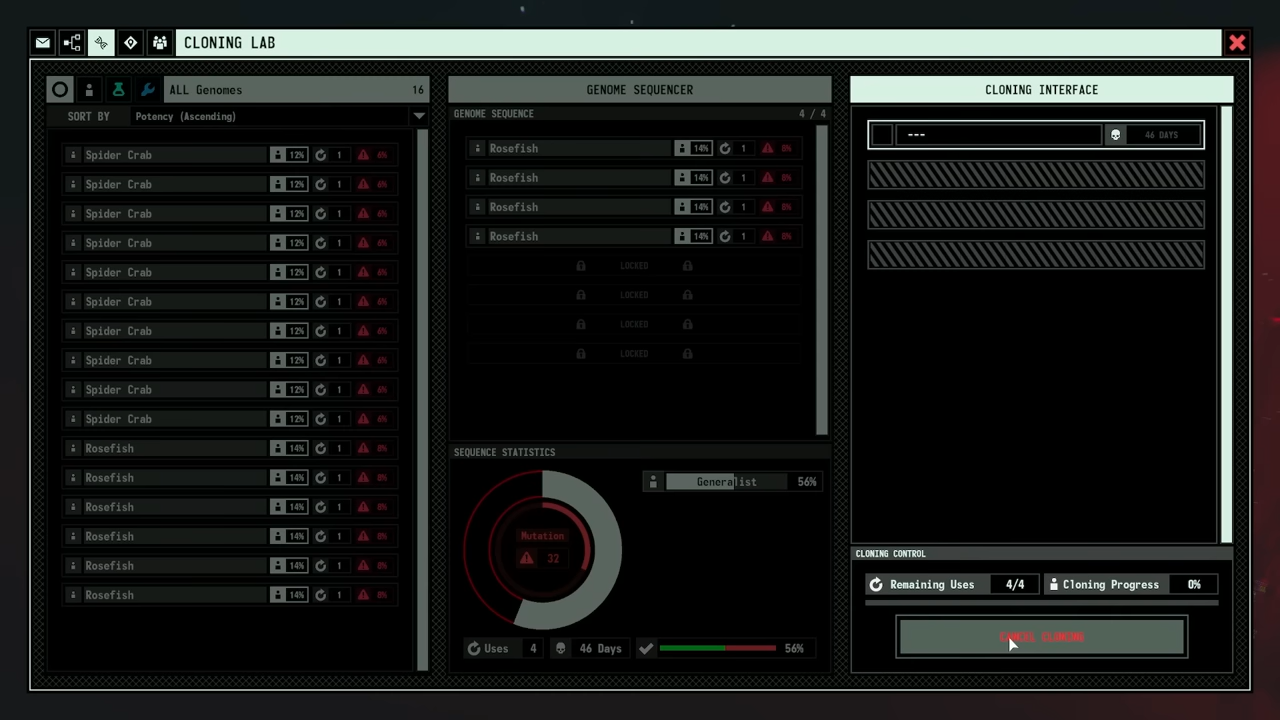 CLONING LAB
ALL Genomes 16
SORT BY Potency (Ascending)
Spider Crab 12% 1 6%
Spider Crab 12% 1 6%
Spider Crab 12% 1 6%
Spider Crab 12% 1 6%
Spider Crab 12% 1 6%
Spider Crab 12% 1 6%
Spider Crab 12% 1 6%
Spider Crab 12% 1 6%
Spider Crab 12% 1 6%
Spider Crab 12% 1 6%
Rosefish 14% 1 8%
Rosefish 14% 1 8%
Rosefish 14% 1 8%
Rosefish 14% 1 8%
Rosefish 14% 1 8%
Rosefish 14% 1 8%
GENOME SEQUENCER
GENOME SEQUENCE 4 / 4
Rosefish 14% 1 8%
Rosefish 14% 1 8%
Rosefish 14% 1 8%
Rosefish 14% 1 8%
LOCKED
LOCKED
LOCKED
LOCKED
SEQUENCE STATISTICS
Mutation
32
Generalist 56%
Uses 4 46 Days 56%
CLONING INTERFACE
--- 46 DAYS
CLONING CONTROL
Remaining Uses 4/4 Cloning Progress 0%
CANCEL CLONING